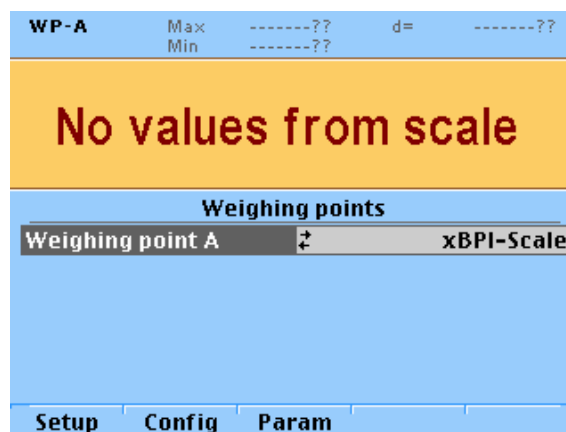 WP-A Max -------?? d= -------??
Min -------??
No values from scale
Weighing points
Weighing point A xBPI-Scale
Setup Config Param